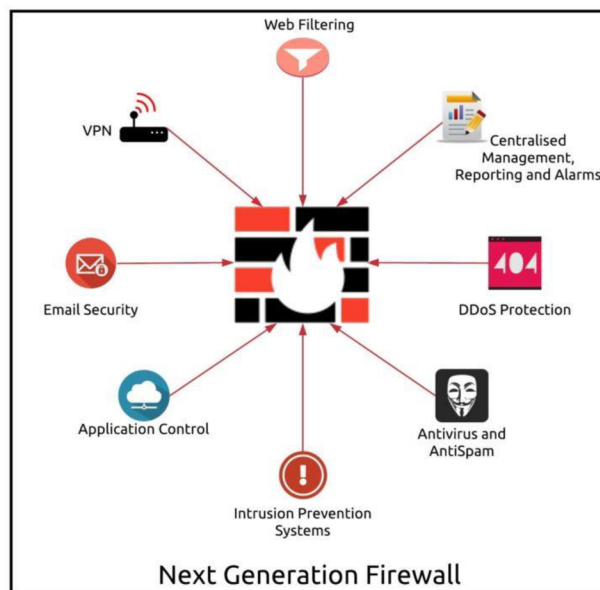 Web Filtering
VPN
Centralised
Management,
Reporting and Alarms
Email Security
404
DDoS Protection
Application Control
Antivirus and
AntiSpam
Intrusion Prevention
Systems
Next Generation Firewall